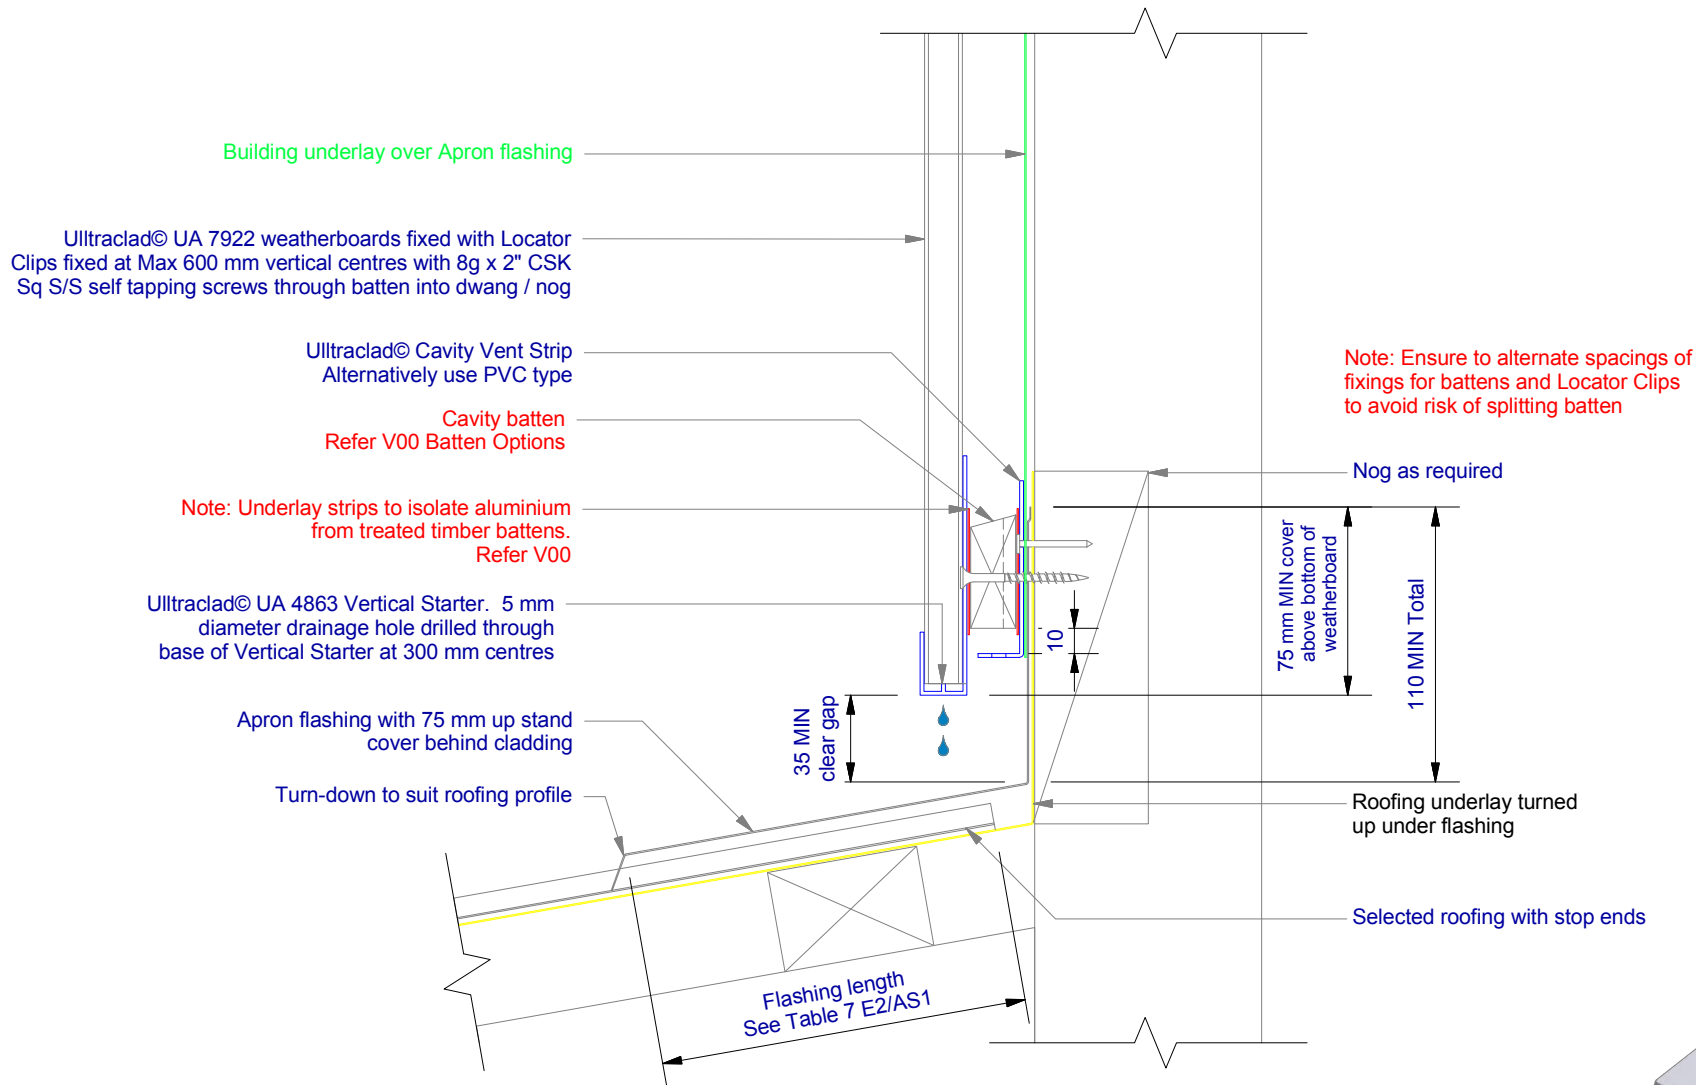 Building underlay over Apron flashing
Ulltraclad© UA 7922 weatherboards fixed with Locator
Clips fixed at Max 600 mm vertical centres with 8g x 2" CSK
Sq S/S self tapping screws through batten into dwang / nog
Ulltraclad© Cavity Vent Strip
Alternatively use PVC type
Cavity batten
Refer V00 Batten Options
Note: Underlay strips to isolate aluminium
from treated timber battens.
Refer V00
Ulltraclad© UA 4863 Vertical Starter.  5 mm
diameter drainage hole drilled through
base of Vertical Starter at 300 mm centres
Apron flashing with 75 mm up stand
cover behind cladding
Turn-down to suit roofing profile
35 MIN
clear gap
10
Flashing length
See Table 7 E2/AS1
75 mm MIN cover
above bottom of
weatherboard
110 MIN Total
Note: Ensure to alternate spacings of
fixings for battens and Locator Clips
to avoid risk of splitting batten
Nog as required
Roofing underlay turned
up under flashing
Selected roofing with stop ends